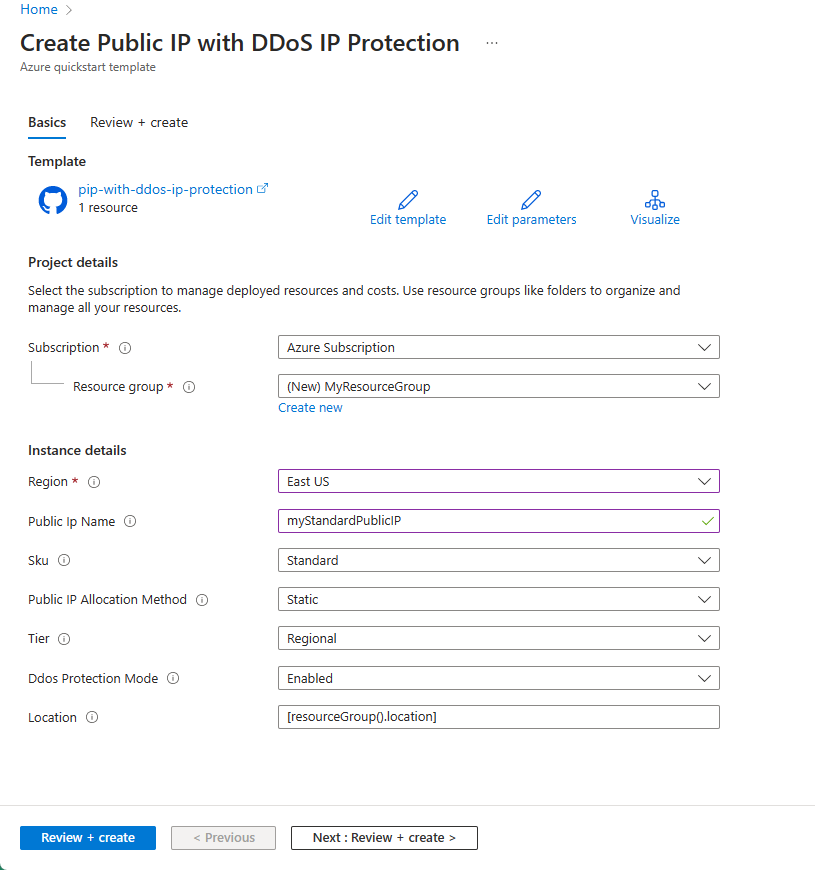 Home >
Create Public IP with DDoS IP Protection ...
Azure quickstart template
Basics Review + create
Template
pip-with-ddos-ip-protection
1 resource
Edit template Edit parameters Visualize
Project details
Select the subscription to manage deployed resources and costs. Use resource groups like folders to organize and
manage all your resources.
Subscription * Azure Subscription
Resource group * (New) MyResourceGroup
Create new
Instance details
Region * East US
Public Ip Name myStandardPublicIP
Sku Standard
Public IP Allocation Method Static
Tier Regional
Ddos Protection Mode Enabled
Location [resourceGroup().location]
Review + create < Previous Next : Review + create >